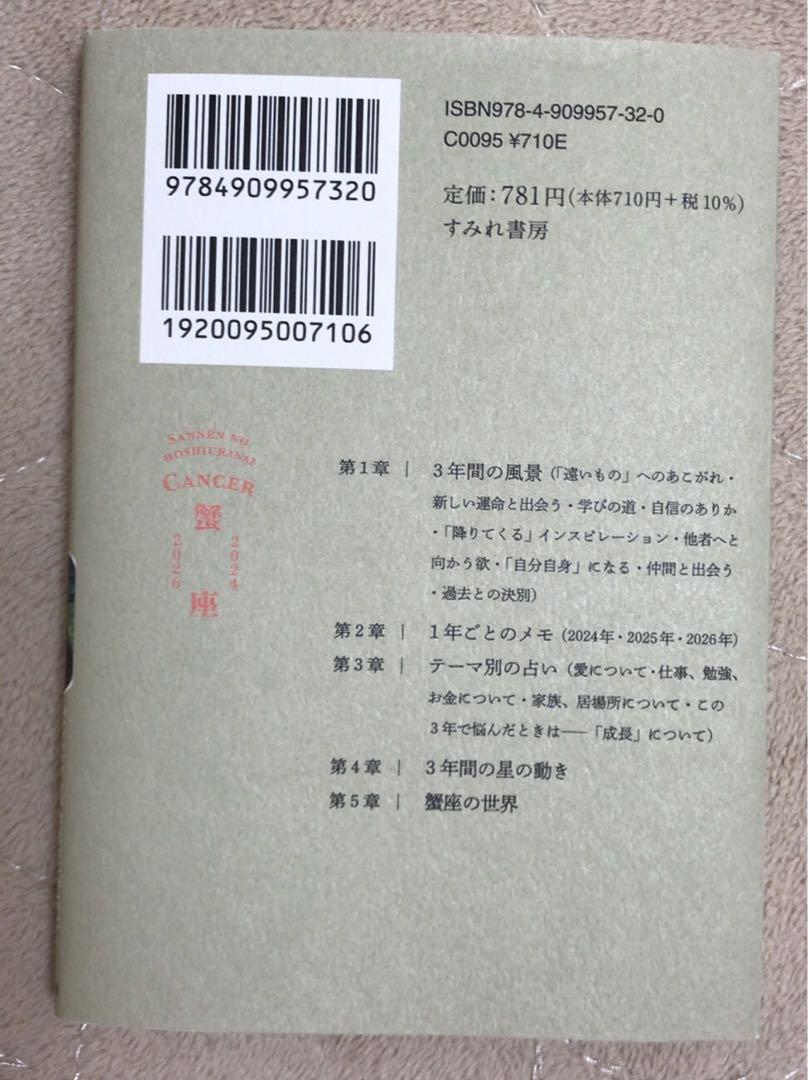 ISBN978-4-909957-32-0
C0095 ¥710E
9784909957320
定価：781円(本体710円＋税10%)
すみれ書房
1920095007106
SANNEN NO
HOSHIURANAI
CANCER
蟹座
2024
2026
第1章｜3年間の風景(「遠いもの」へのあこがれ・
新しい運命と出会う・学びの道・自信のありか
・「降りてくる」インスピレーション・他者へと
向かう欲・「自分自身」になる・仲間と出会う
・過去との決別)
第2章｜1年ごとのメモ(2024年・2025年・2026年)
第3章｜テーマ別の占い(愛について・仕事、勉強、
お金について・家族、居場所について・この
3年で悩んだときは――「成長」について)
第4章｜3年間の星の動き
第5章｜蟹座の世界